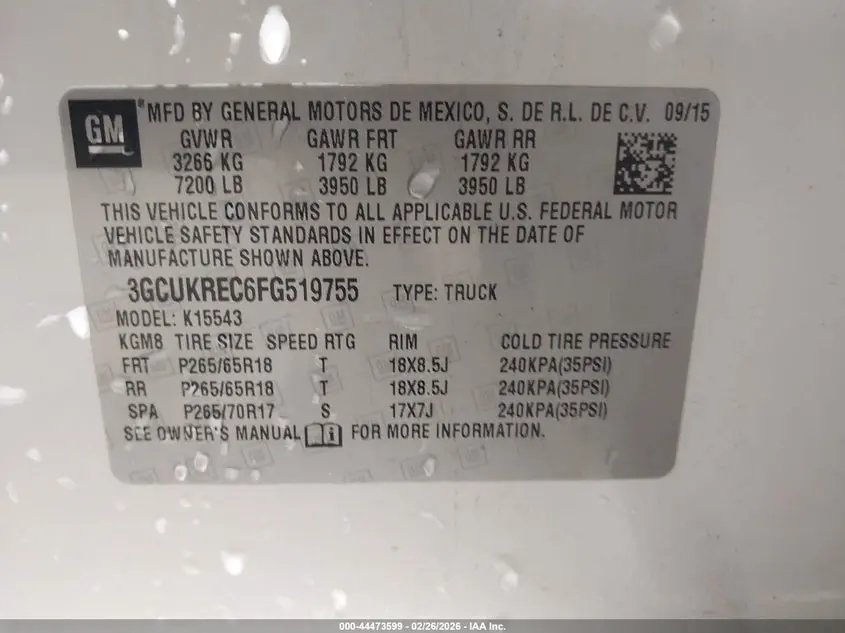 GM ® MFD BY GENERAL MOTORS DE MEXICO, S. DE R.L. DE C.V. 09/15
GVWR GAWR FRT GAWR RR
3266 KG 1792 KG 1792 KG
7200 LB 3950 LB 3950 LB
THIS VEHICLE CONFORMS TO ALL APPLICABLE U.S. FEDERAL MOTOR
VEHICLE SAFETY STANDARDS IN EFFECT ON THE DATE OF
MANUFACTURE SHOWN ABOVE.
3GCUKREC6FG519755 TYPE: TRUCK
MODEL: K15543
KGM8 TIRE SIZE SPEED RTG RIM COLD TIRE PRESSURE
FRT P265/65R18 T 18X8.5J 240KPA(35PSI)
RR P265/65R18 T 18X8.5J 240KPA(35PSI)
SPA P265/70R17 S 17X7J 240KPA(35PSI)
SEE OWNER'S MANUAL FOR MORE INFORMATION.
000-44473599 - 02/26/2026 - IAA Inc.